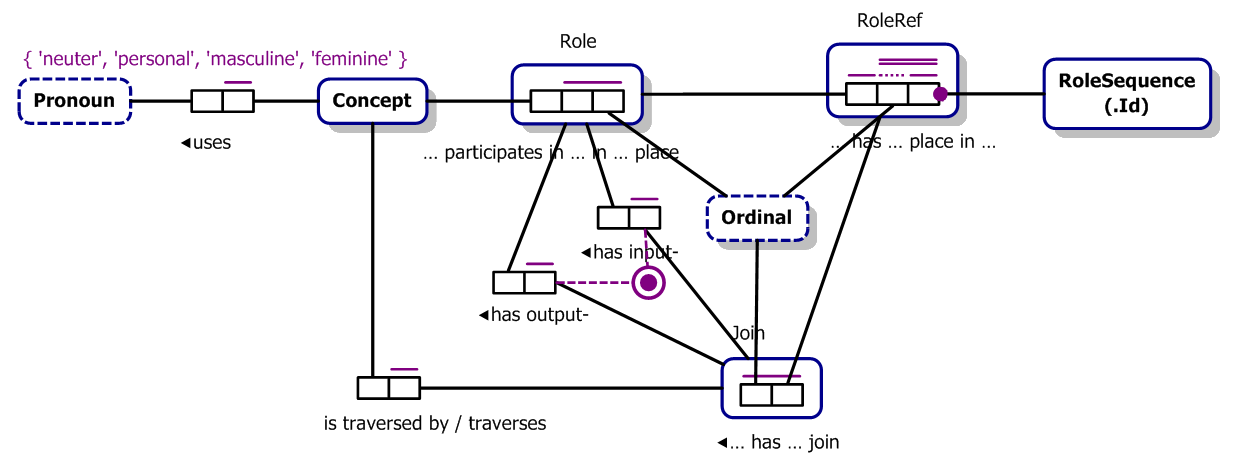 RoleRef
Role
{ 'neuter', 'personal', 'masculine', 'feminine' }
Pronoun
Concept
RoleSequence
(.Id)
◄uses
… participates in … in … place
… has … place in …
Ordinal
◄has input-
◄has output-
Join
is traversed by / traverses
◄… has … join